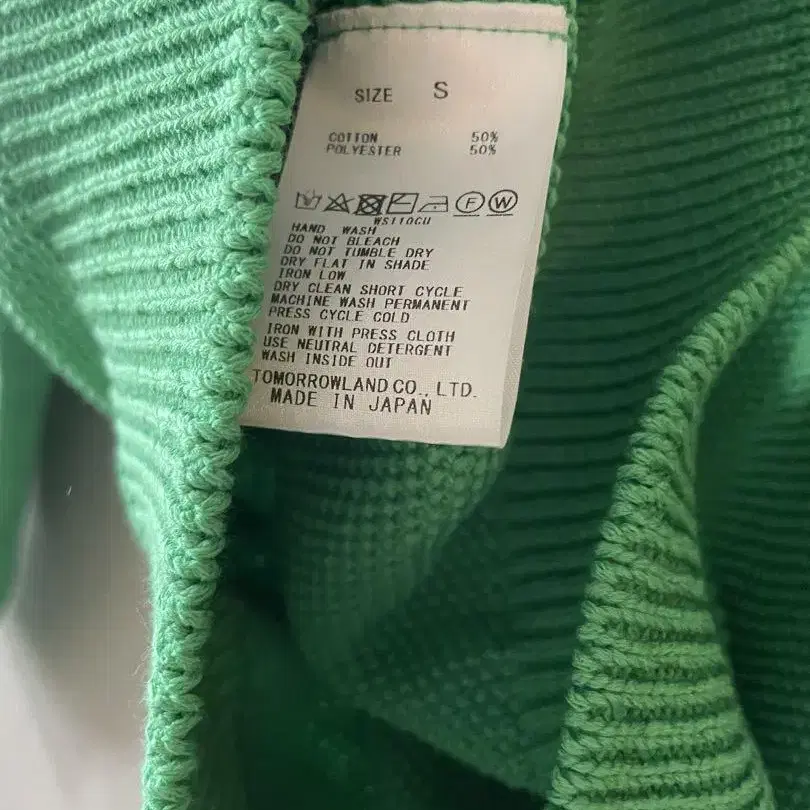 SIZE S
COTTON 50%
POLYESTER 50%
F W
WS110CU
HAND WASH
DO NOT BLEACH
DO NOT TUMBLE DRY
DRY FLAT IN SHADE
IRON LOW
DRY CLEAN SHORT CYCLE
MACHINE WASH PERMANENT
PRESS CYCLE COLD
IRON WITH PRESS CLOTH
USE NEUTRAL DETERGENT
WASH INSIDE OUT
TOMORROWLAND CO., LTD.
MADE IN JAPAN